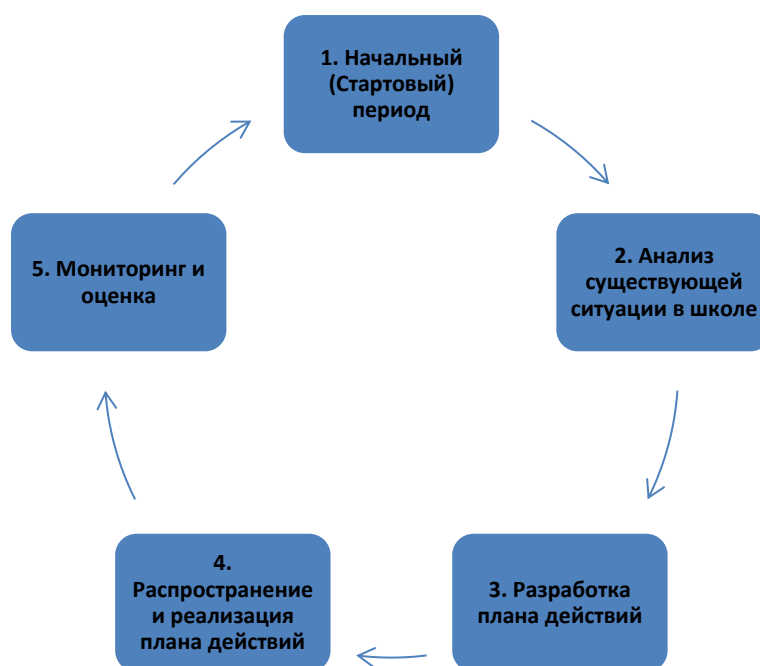 1. Начальный
(Стартовый)
период
2. Анализ
существующей
ситуации в школе
3. Разработка
плана действий
4.
Распространение
и реализация
плана действий
5. Мониторинг и
оценка